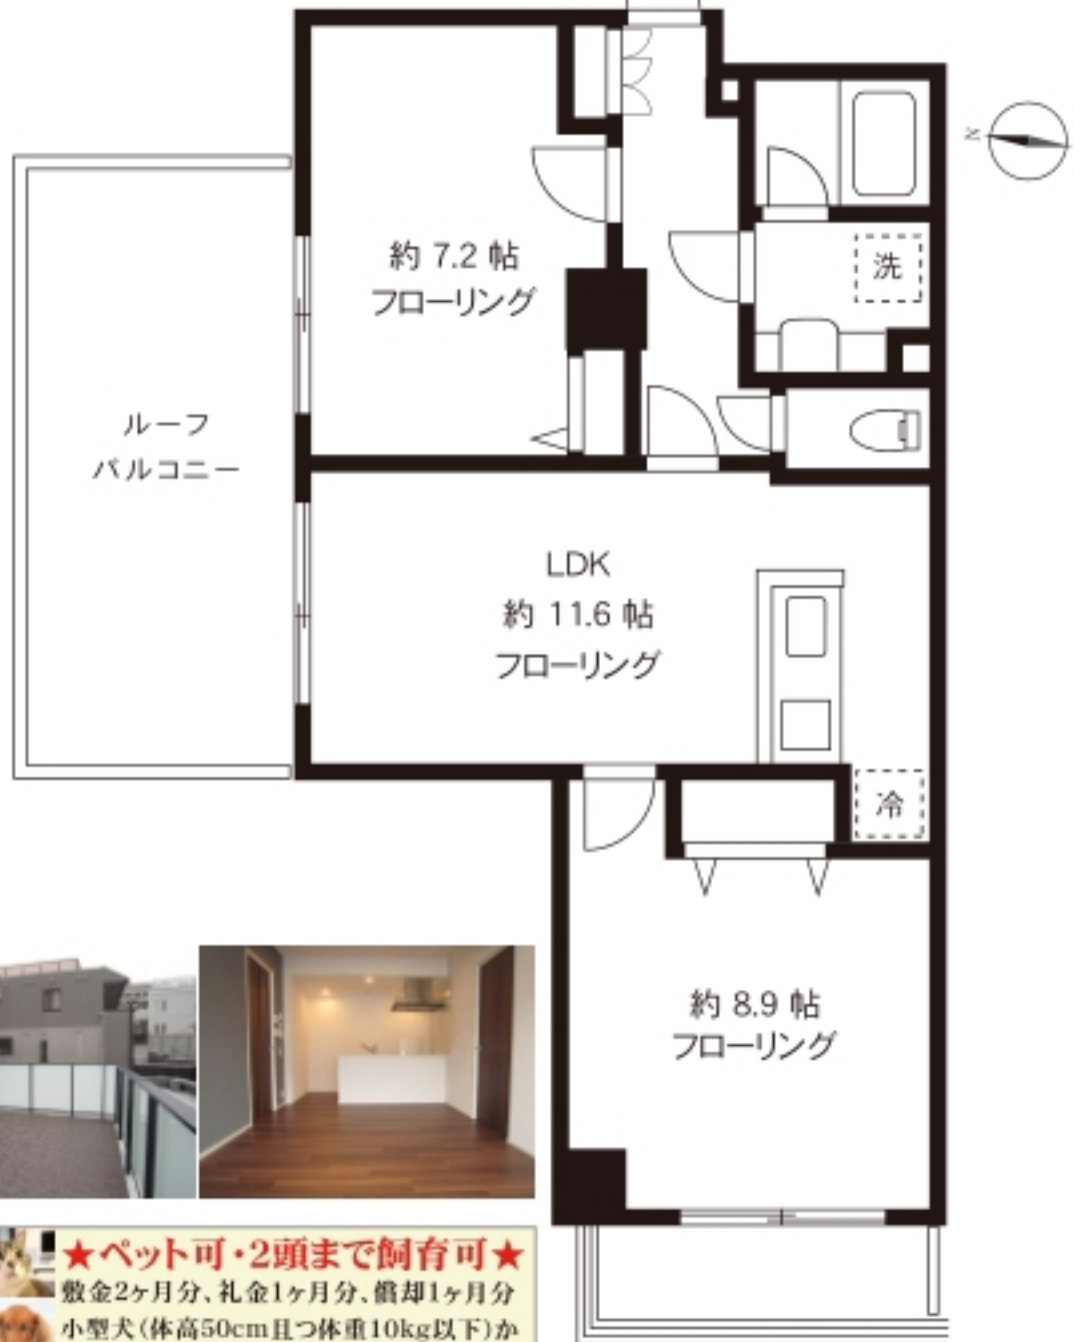 N
洗
約 7.2 帖
フローリング
ルーフ
バルコニー
LDK
約 11.6 帖
フローリング
冷
約 8.9 帖
フローリング
★ペット可・2頭まで飼育可★
敷金2ヶ月分、礼金1ヶ月分、償却1ヶ月分
小型犬(体高50cm且つ体重10kg以下)か